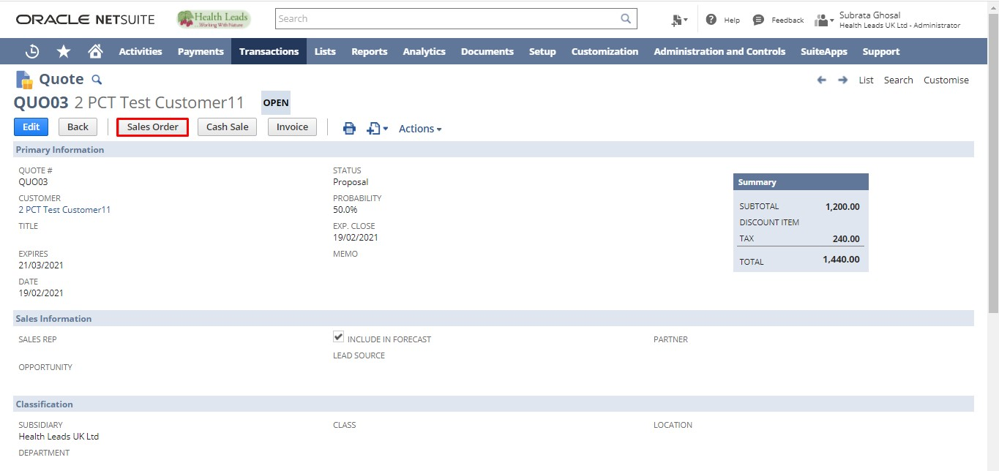 ORACLE NETSUITE
Health Leads
...Working With Nature
Search
Help
Feedback
Subrata Ghosal
Health Leads UK Ltd - Administrator
Activities Payments Transactions Lists Reports Analytics Documents Setup Customization Administration and Controls SuiteApps Support
Quote
List Search Customise
QUO03 2 PCT Test Customer11 OPEN
Edit Back Sales Order Cash Sale Invoice Actions
Primary Information
QUOTE #
QUO03
CUSTOMER
2 PCT Test Customer11
TITLE
EXPIRES
21/03/2021
DATE
19/02/2021
STATUS
Proposal
PROBABILITY
50.0%
EXP. CLOSE
19/02/2021
MEMO
Summary
SUBTOTAL 1,200.00
DISCOUNT ITEM
TAX 240.00
TOTAL 1,440.00
Sales Information
SALES REP
OPPORTUNITY
INCLUDE IN FORECAST
LEAD SOURCE
PARTNER
Classification
SUBSIDIARY
Health Leads UK Ltd
DEPARTMENT
CLASS
LOCATION